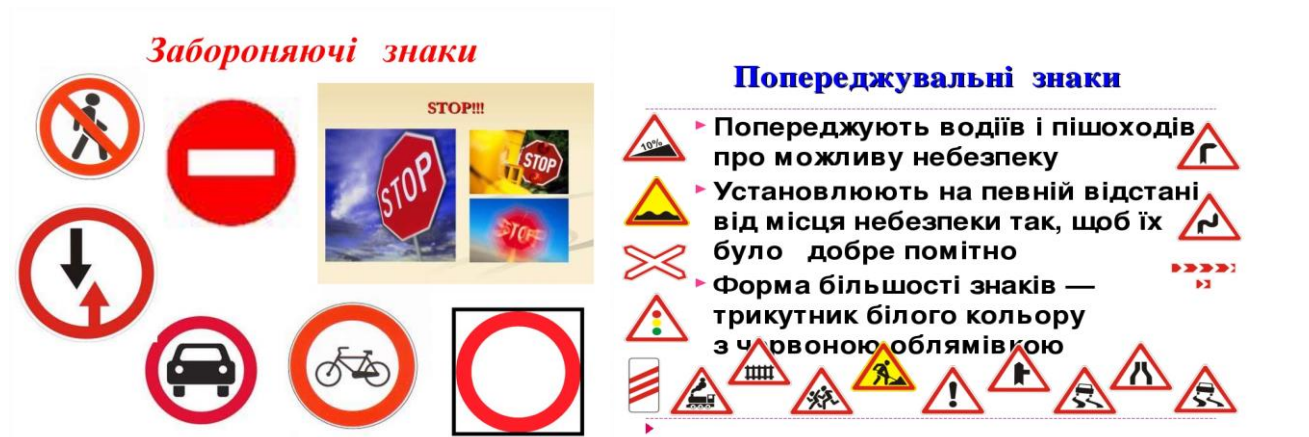 Забороняючі знаки
STOP!!!
STOP
STOP
STOP
Попереджувальні знаки
Попереджують водіїв і пішоходів
про можливу небезпеку
Установлюють на певній відстані
від місця небезпеки так, щоб їх
було добре помітно
Форма більшості знаків —
трикутник білого кольору
з червоною облямівкою
10%